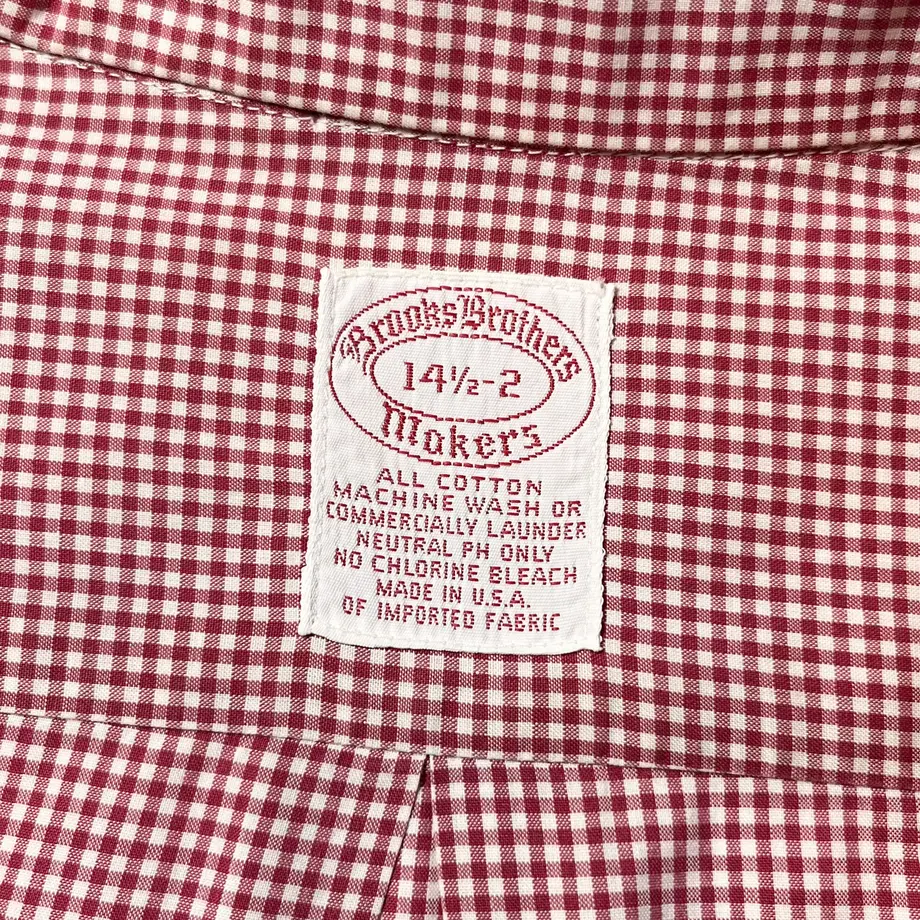 Brooks Brothers
14½-2
Makers
ALL COTTON
MACHINE WASH OR
COMMERCIALLY LAUNDER
NEUTRAL PH ONLY
NO CHLORINE BLEACH
MADE IN U.S.A.
OF IMPORTED FABRIC